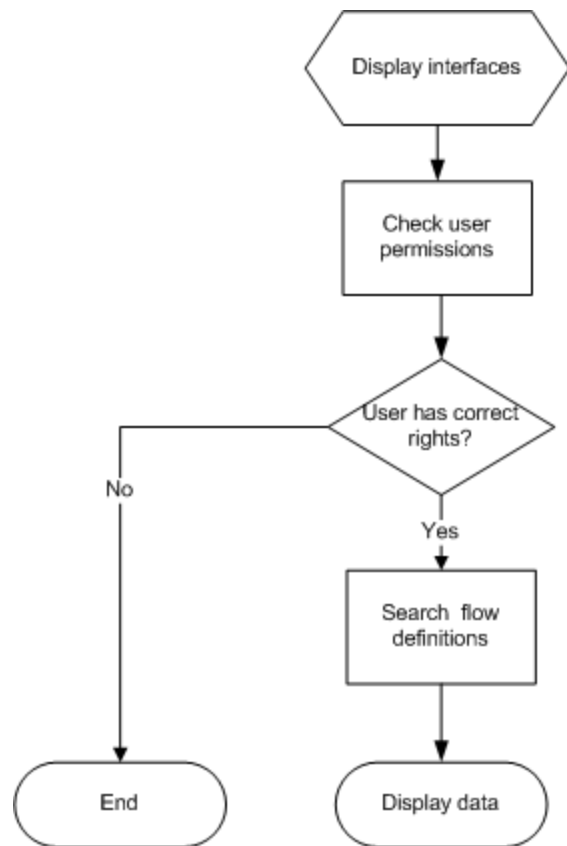 Display interfaces
Check user
permissions
User has correct
rights?
No
Yes
Search flow
definitions
End
Display data